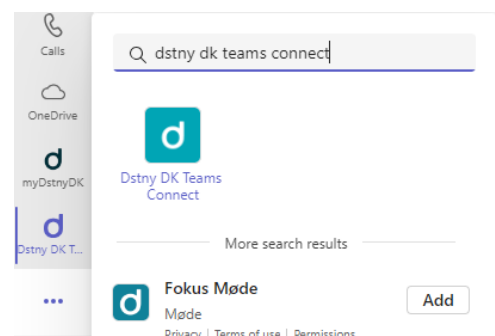 Calls
OneDrive
myDstnyDK
Dstny DK T...
dstny dk teams connect
Dstny DK Teams
Connect
More search results
Fokus Møde
Møde
Add
Privacy | Terms of use | Permissions